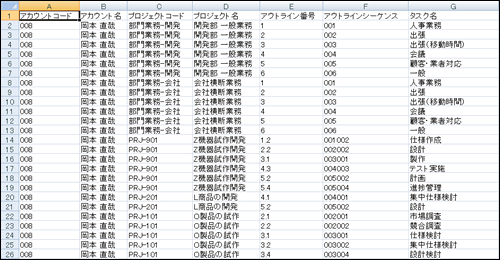 A B C D E F G
1 アカウントコード アカウント名 プロジェクトコード プロジェクト名 アウトライン番号 アウトラインシーケンス タスク名
2 008 岡本 直哉 部門業務-開発 開発部 一般業務 1 001 人事業務
3 008 岡本 直哉 部門業務-開発 開発部 一般業務 2 002 出張
4 008 岡本 直哉 部門業務-開発 開発部 一般業務 3 003 出張(移動時間)
5 008 岡本 直哉 部門業務-開発 開発部 一般業務 4 004 会議
6 008 岡本 直哉 部門業務-開発 開発部 一般業務 5 005 顧客・業者対応
7 008 岡本 直哉 部門業務-開発 開発部 一般業務 6 006 一般
8 008 岡本 直哉 部門業務-会社 会社横断業務 1 001 人事業務
9 008 岡本 直哉 部門業務-会社 会社横断業務 2 002 出張
10 008 岡本 直哉 部門業務-会社 会社横断業務 3 003 出張(移動時間)
11 008 岡本 直哉 部門業務-会社 会社横断業務 4 004 会議
12 008 岡本 直哉 部門業務-会社 会社横断業務 5 005 顧客・業者対応
13 008 岡本 直哉 部門業務-会社 会社横断業務 6 006 一般
14 008 岡本 直哉 PRJ-901 Z機器試作開発 1.2 001002 仕様作成
15 008 岡本 直哉 PRJ-901 Z機器試作開発 2.2 002002 設計
16 008 岡本 直哉 PRJ-901 Z機器試作開発 3.1 003001 製作
17 008 岡本 直哉 PRJ-901 Z機器試作開発 4.3 004003 テスト実施
18 008 岡本 直哉 PRJ-901 Z機器試作開発 5.2 005002 計画
19 008 岡本 直哉 PRJ-901 Z機器試作開発 5.4 005004 進捗管理
20 008 岡本 直哉 PRJ-201 L商品の開発 4.1 004001 集中仕様検討
21 008 岡本 直哉 PRJ-201 L商品の開発 5.2 005002 設計
22 008 岡本 直哉 PRJ-101 O製品の試作 2.1 002001 市場調査
23 008 岡本 直哉 PRJ-101 O製品の試作 2.2 002002 競合調査
24 008 岡本 直哉 PRJ-101 O製品の試作 3.1 003001 仕様検討
25 008 岡本 直哉 PRJ-101 O製品の試作 3.2 003002 集中仕様検討
26 008 岡本 直哉 PRJ-101 O製品の試作 3.4 003004 設計検討